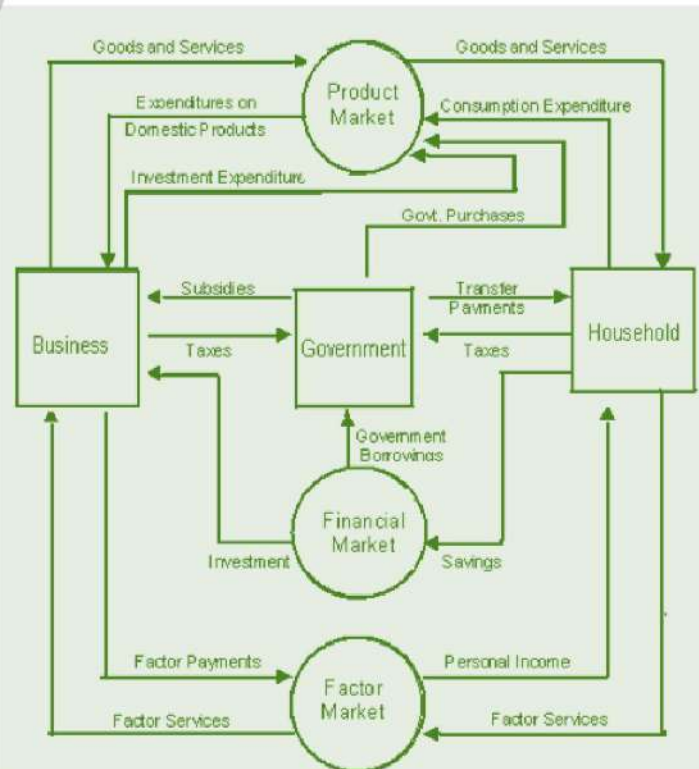 Goods and Services
Goods and Services
Product
Market
Expenditures on
Domestic Products
Consumption Expenditure
Investment Expenditure
Govt. Purchases
Subsidies
Transfer
Payments
Business
Government
Household
Taxes
Taxes
Government
Borrowings
Financial
Market
Investment
Savings
Factor Payments
Personal Income
Factor
Market
Factor Services
Factor Services